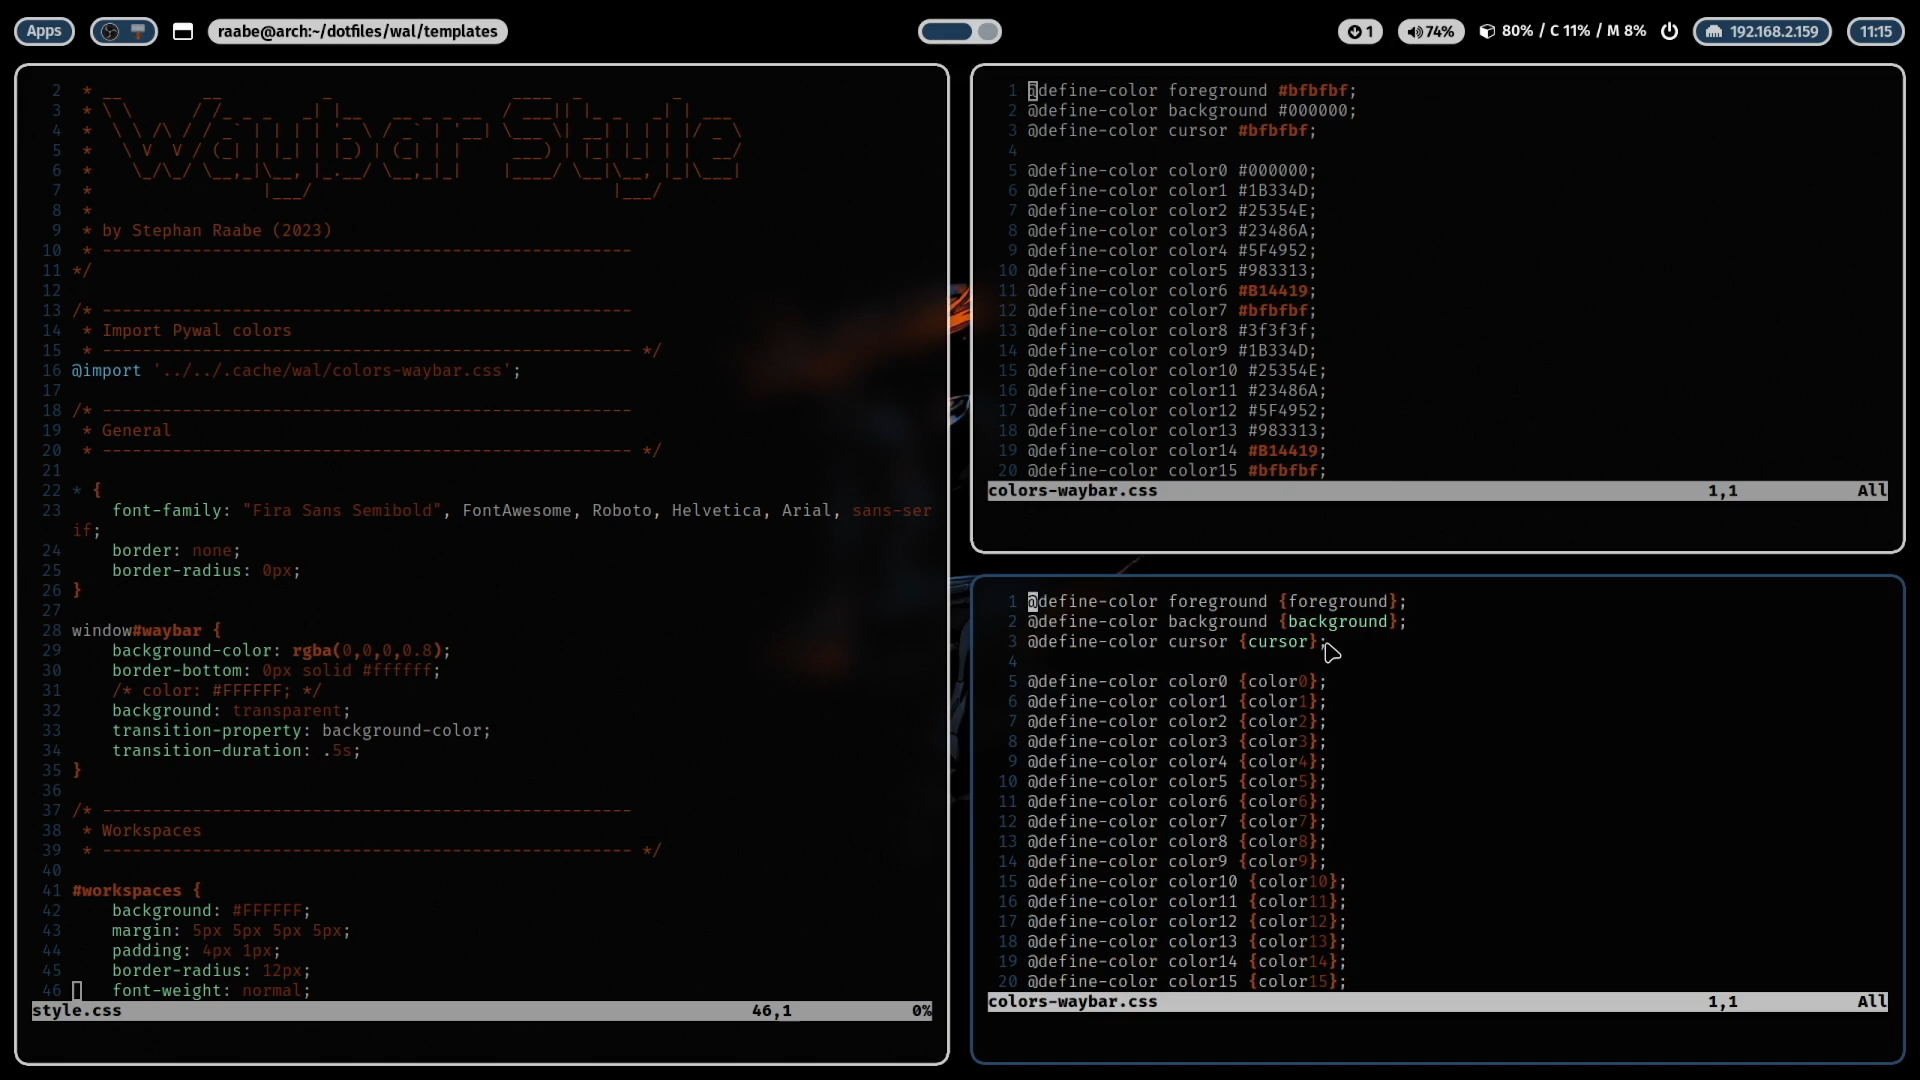 Apps
raabe@arch:~/dotfiles/wal/templates
1
74%
80% / C 11% / M 8%
192.168.2.159
11:15
2 *
3 *
4 *
5 *
6 *
7 *
Waybar Style
8 *
9 * by Stephan Raabe (2023)
10 * -----------------------------------------------------
11 */
12
13 /* -----------------------------------------------------
14 * Import Pywal colors
15 * ----------------------------------------------------- */
16 @import '../../.cache/wal/colors-waybar.css';
17
18 /* -----------------------------------------------------
19 * General
20 * ----------------------------------------------------- */
21
22 * {
23 font-family: "Fira Sans Semibold", FontAwesome, Roboto, Helvetica, Arial, sans-ser
if;
24 border: none;
25 border-radius: 0px;
26 }
27
28 window#waybar {
29 background-color: rgba(0,0,0,0.8);
30 border-bottom: 0px solid #ffffff;
31 /* color: #FFFFFF; */
32 background: transparent;
33 transition-property: background-color;
34 transition-duration: .5s;
35 }
36
37 /* -----------------------------------------------------
38 * Workspaces
39 * ----------------------------------------------------- */
40
41 #workspaces {
42 background: #FFFFFF;
43 margin: 5px 5px 5px 5px;
44 padding: 4px 1px;
45 border-radius: 12px;
46 font-weight: normal;
style.css 46,1 0%
1 @define-color foreground #bfbfbf;
2 @define-color background #000000;
3 @define-color cursor #bfbfbf;
4
5 @define-color color0 #000000;
6 @define-color color1 #1B334D;
7 @define-color color2 #25354E;
8 @define-color color3 #23486A;
9 @define-color color4 #5F4952;
10 @define-color color5 #983313;
11 @define-color color6 #B14419;
12 @define-color color7 #bfbfbf;
13 @define-color color8 #3f3f3f;
14 @define-color color9 #1B334D;
15 @define-color color10 #25354E;
16 @define-color color11 #23486A;
17 @define-color color12 #5F4952;
18 @define-color color13 #983313;
19 @define-color color14 #B14419;
20 @define-color color15 #bfbfbf;
colors-waybar.css 1,1 All
1 @define-color foreground {foreground};
2 @define-color background {background};
3 @define-color cursor {cursor};
4
5 @define-color color0 {color0};
6 @define-color color1 {color1};
7 @define-color color2 {color2};
8 @define-color color3 {color3};
9 @define-color color4 {color4};
10 @define-color color5 {color5};
11 @define-color color6 {color6};
12 @define-color color7 {color7};
13 @define-color color8 {color8};
14 @define-color color9 {color9};
15 @define-color color10 {color10};
16 @define-color color11 {color11};
17 @define-color color12 {color12};
18 @define-color color13 {color13};
19 @define-color color14 {color14};
20 @define-color color15 {color15};
colors-waybar.css 1,1 All